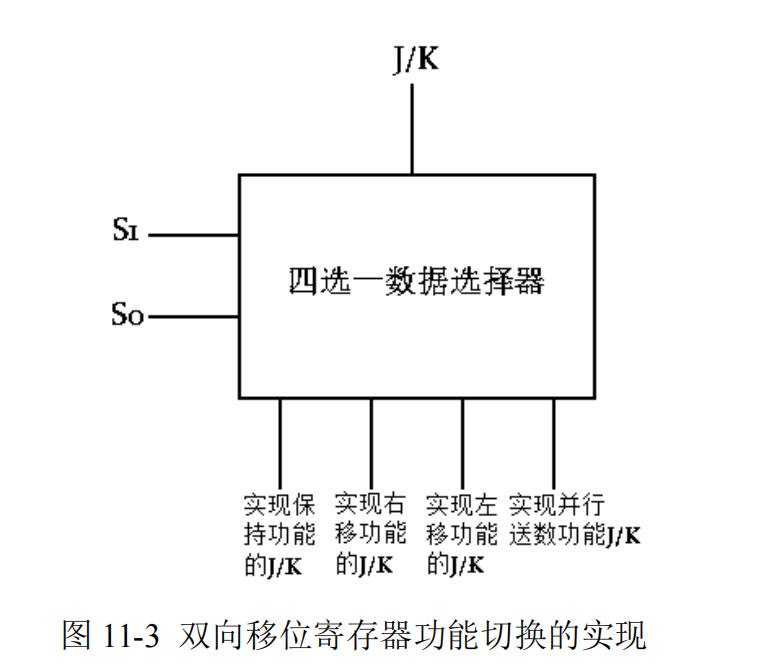 J/K
S1
四选一数据选择器
S0
实现保 实现右 实现左 实现并行
持功能 移功能 移功能 送数功能J/K
的J/K 的J/K 的J/K
图 11-3 双向移位寄存器功能切换的实现